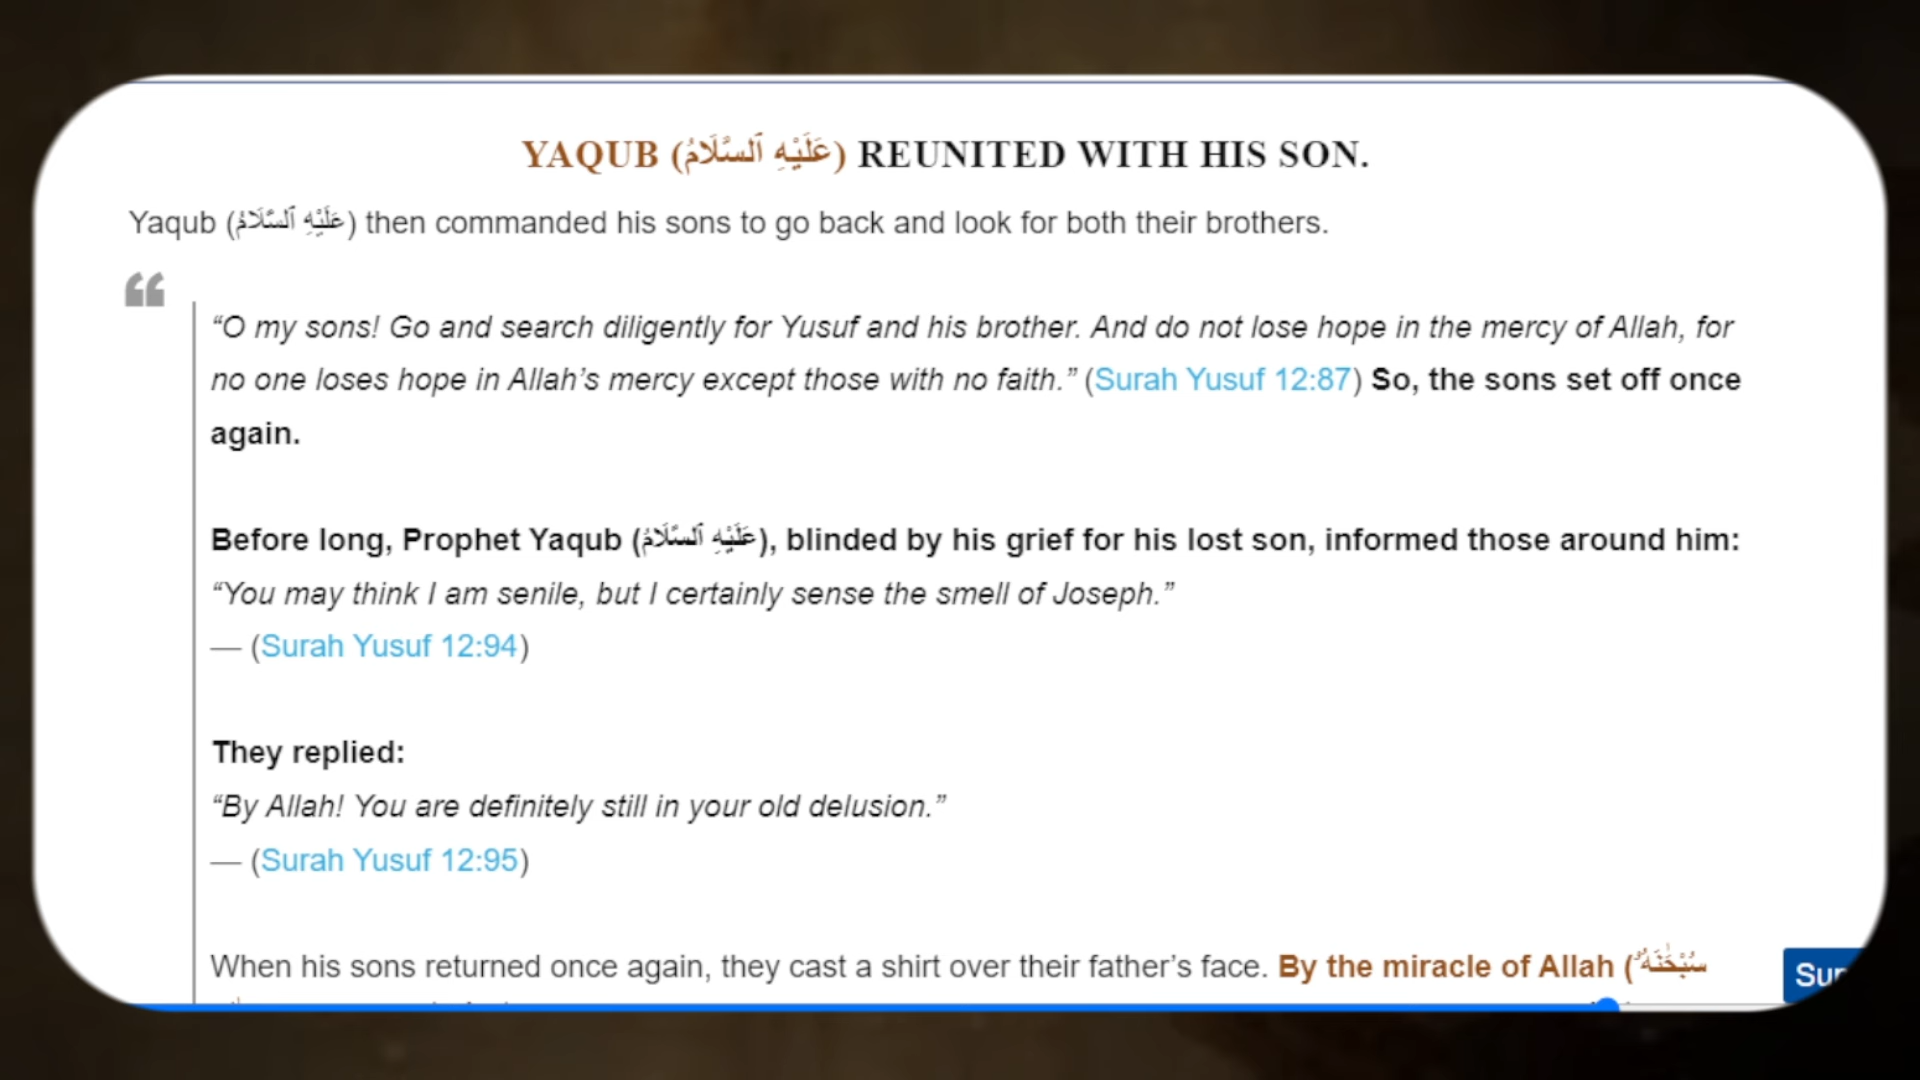 YAQUB (عَلَيْهِ ٱلسَّلَامُ) REUNITED WITH HIS SON.
Yaqub (عَلَيْهِ ٱلسَّلَامُ) then commanded his sons to go back and look for both their brothers.
“O my sons! Go and search diligently for Yusuf and his brother. And do not lose hope in the mercy of Allah, for
no one loses hope in Allah’s mercy except those with no faith.” (Surah Yusuf 12:87) So, the sons set off once
again.
Before long, Prophet Yaqub (عَلَيْهِ ٱلسَّلَامُ), blinded by his grief for his lost son, informed those around him:
“You may think I am senile, but I certainly sense the smell of Joseph.”
— (Surah Yusuf 12:94)
They replied:
“By Allah! You are definitely still in your old delusion.”
— (Surah Yusuf 12:95)
When his sons returned once again, they cast a shirt over their father’s face. By the miracle of Allah (سُبْحَٰنَهُۥ